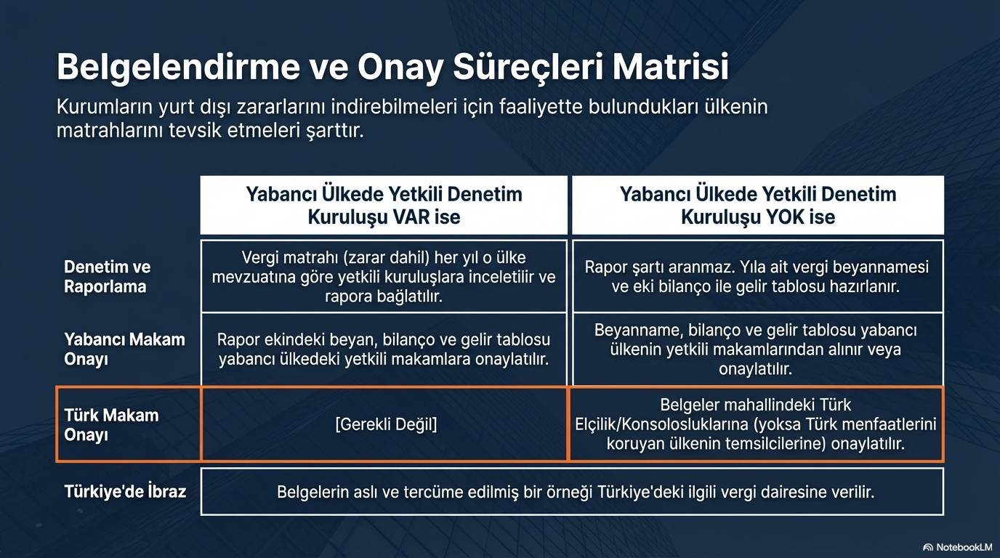 Belgelendirme ve Onay Süreçleri Matrisi
Kurumların yurt dışı zararlarını indirebilmeleri için faaliyette bulundukları ülkenin
matrahlarını tevsik etmeleri şarttır.
Yabancı Ülkede Yetkili Denetim
Kuruluşu VAR ise
Yabancı Ülkede Yetkili Denetim
Kuruluşu YOK ise
Denetim ve
Raporlama
Vergi matrahı (zarar dahil) her yıl o ülke
mevzuatına göre yetkili kuruluşlara inceletilir ve
rapora bağlatılır.
Rapor şartı aranmaz. Yıla ait vergi beyannamesi
ve eki bilanço ile gelir tablosu hazırlanır.
Yabancı Makam
Onayı
Rapor ekindeki beyan, bilanço ve gelir tablosu
yabancı ülkedeki yetkili makamlara onaylatılır.
Beyanname, bilanço ve gelir tablosu yabancı
ülkenin yetkili makamlarından alınır veya
onaylatılır.
Türk Makam
Onayı
[Gerekli Değil]
Belgeler mahallindeki Türk
Elçilik/Konsolosluklarına (yoksa Türk menfaatlerini
koruyan ülkenin temsilcilerine) onaylatılır.
Türkiye'de İbraz
Belgelerin aslı ve tercüme edilmiş bir örneği Türkiye'deki ilgili vergi dairesine verilir.
NotebookLM